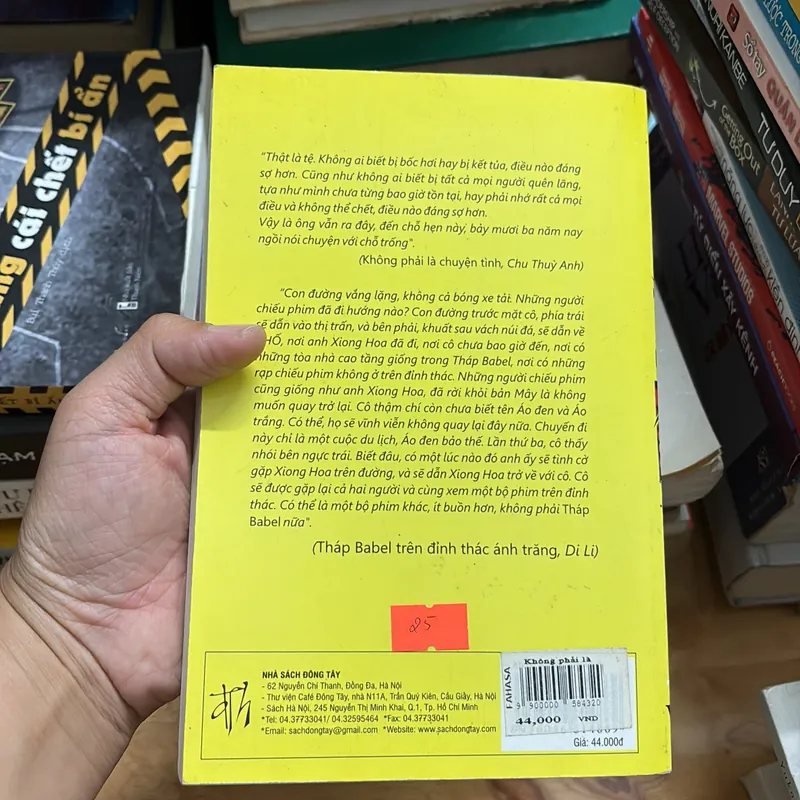 "Thật là tệ. Không ai biết bị bốc hơi hay bị kết tủa, điều nào đáng
sợ hơn. Cũng như không ai biết bị tất cả mọi người quên lãng,
tựa như mình chưa từng bao giờ tồn tại, hay phải nhớ rất cả mọi
điều và không thể chết, điều nào đáng sợ hơn.
Vậy là ông vẫn ra đây, đến chỗ hẹn này, bảy mươi ba năm nay
ngồi nói chuyện với chỗ trống".
(Không phải là chuyện tình, Chu Thuỳ Anh)
"Con đường vắng lặng, không cả bóng xe tải. Những người
chiếu phim đã đi hướng nào? Con đường trước mặt cô, phía trái
sẽ dẫn vào thị trấn, và bên phải, khuất sau vách núi đá, sẽ dẫn về
HỐ, nơi anh Xiong Hoa đã đi, nơi cô chưa bao giờ đến, nơi có
những tòa nhà cao tầng giống trong Tháp Babel, nơi có những
rạp chiếu phim không ở trên đỉnh thác. Những người chiếu phim
cũng giống như anh Xiong Hoa, đã rời khỏi bản Mây là không
muốn quay trở lại. Cô thậm chí còn chưa biết tên Áo đen và Áo
trắng. Có thể, họ sẽ vĩnh viễn không quay lại đây nữa. Chuyến đi
này chỉ là một cuộc du lịch, Áo đen bảo thế. Lần thứ ba, cô thấy
nhói bên ngực trái. Biết đâu, có một lúc nào đó anh ấy sẽ tình cờ
gặp Xiong Hoa trên đường, và sẽ dẫn Xiong Hoa trở về với cô. Cô
sẽ được gặp lại cả hai người và cùng xem một bộ phim trên đỉnh
thác. Có thể là một bộ phim khác, ít buồn hơn, không phải Tháp
Babel nữa".
(Tháp Babel trên đỉnh thác ánh trăng, Di Li)
25
NHÀ SÁCH ĐÔNG TÂY
- 62 Nguyễn Chí Thanh, Đống Đa, Hà Nội
- Thư viện Café Đông Tây, nhà N11A, Trần Quý Kiên, Cầu Giấy, Hà Nội
- Sách Hà Nội, 245 Nguyễn Thị Minh Khai, Q.1, Tp. Hồ Chí Minh
*Tel: 04.37733041/ 04.32595464 *Fax: 04.37733041
*Email: sachdongtay@gmail.com *Website: www.sachdongtay.com
FAHASA
Không phải là
9 900000 584320
44,000 VND
Giá: 44.000đ
cái chết bí ẩn
Sổ tay
TƯ DUY
Getting Out